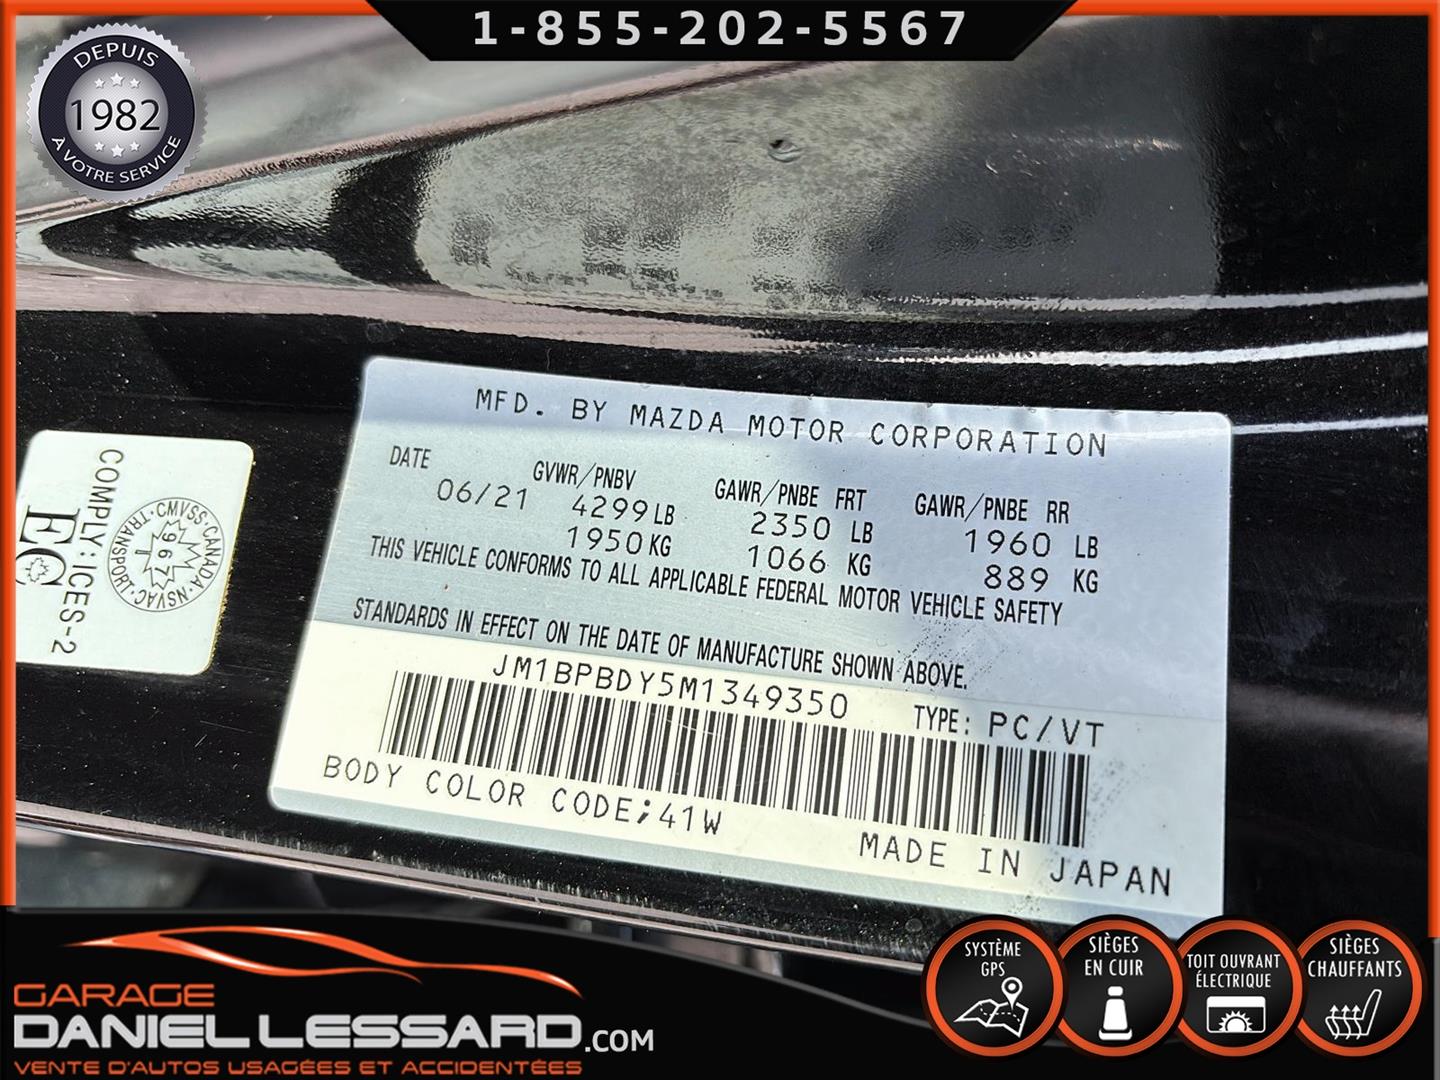 1-855-202-5567
DEPUIS
1982
À VOTRE SERVICE
MFD. BY MAZDA MOTOR CORPORATION
DATE GVWR/PNBV GAWR/PNBE FRT GAWR/PNBE RR
06/21 4299 LB 2350 LB 1960 LB
1950 KG 1066 KG 889 KG
THIS VEHICLE CONFORMS TO ALL APPLICABLE FEDERAL MOTOR VEHICLE SAFETY
STANDARDS IN EFFECT ON THE DATE OF MANUFACTURE SHOWN ABOVE.
JM1BPBDY5M1349350 TYPE: PC/VT
BODY COLOR CODE;41W MADE IN JAPAN
COMPLY:ICES-2
EC
CMVSS·CANADA·NSVAC·TRANSPORT·
1967
SYSTÈME
GPS
SIÈGES
EN CUIR
TOIT OUVRANT
ÉLECTRIQUE
SIÈGES
CHAUFFANTS
GARAGE
DANIEL LESSARD.COM
VENTE D'AUTOS USAGÉES ET ACCIDENTÉES